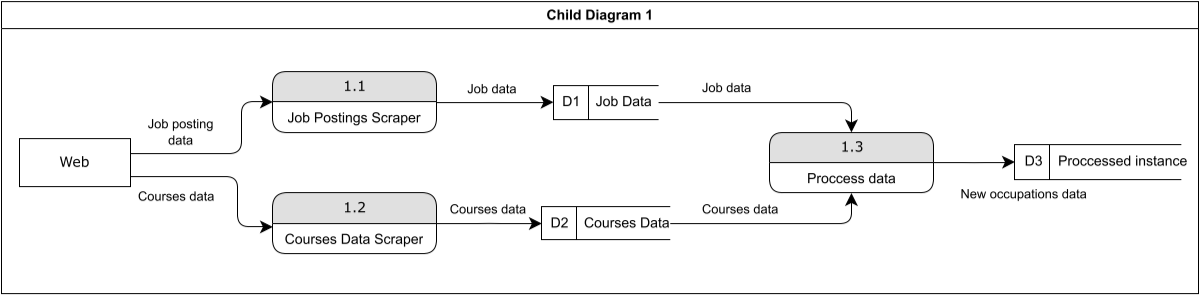 Child Diagram 1
1.1
Job Postings Scraper
Job data
D1
Job Data
Job data
Job posting
data
Web
Courses data
1.2
Courses Data Scraper
Courses data
D2
Courses Data
Courses data
1.3
Proccess data
D3
Proccessed instance
New occupations data